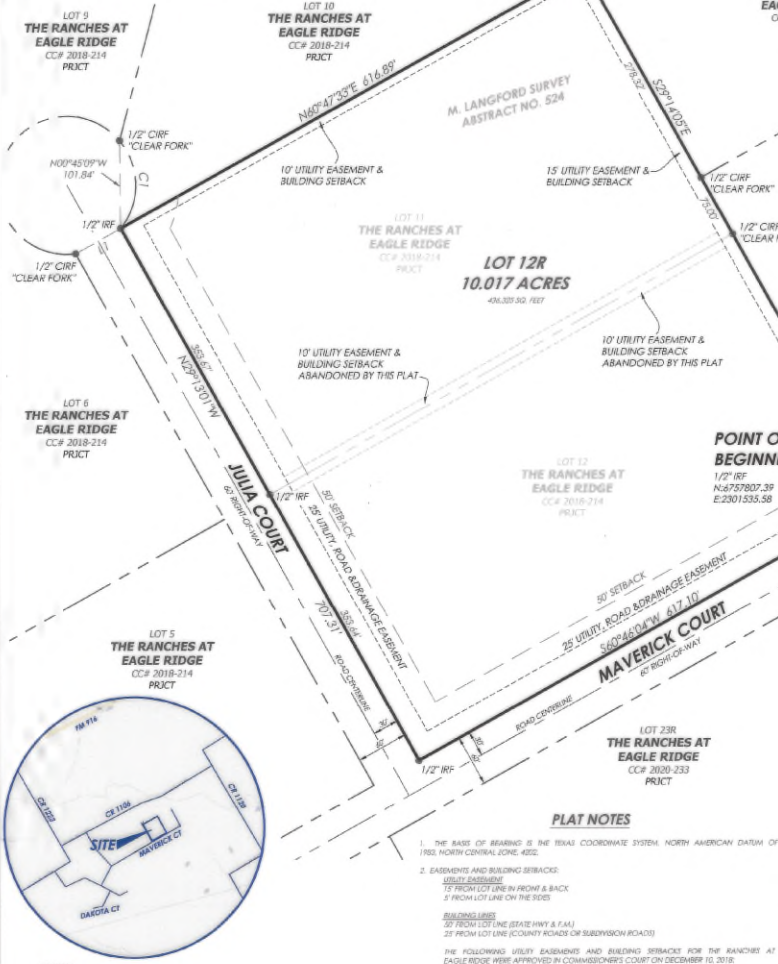 LOT 9
THE RANCHES AT
EAGLE RIDGE
CC# 2018-214
PRJCT
LOT 10
THE RANCHES AT
EAGLE RIDGE
CC# 2018-214
PRJCT
N60°47'33"E 616.89'
M. LANGFORD SURVEY
ABSTRACT NO. 524
278.32'
S29°14'05"E
1/2" CIRF
"CLEAR FORK"
N00°45'09"W
101.84'
C1
10' UTILITY EASEMENT &
BUILDING SETBACK
15' UTILITY EASEMENT &
BUILDING SETBACK
1/2" CIRF
"CLEAR FORK"
75.00'
1/2" IRF
1/2" CIRF
"CLEAR FORK"
LOT 11
THE RANCHES AT
EAGLE RIDGE
CC# 2018-214
PRJCT
LOT 12R
10.017 ACRES
1/2" CIRF
"CLEAR
10' UTILITY EASEMENT &
BUILDING SETBACK
ABANDONED BY THIS PLAT
10' UTILITY EASEMENT &
BUILDING SETBACK
ABANDONED BY THIS PLAT
353.67'
N29°13'01"W
LOT 6
THE RANCHES AT
EAGLE RIDGE
CC# 2018-214
PRJCT
JULIA COURT
60' RIGHT-OF-WAY
1/2" IRF
50' SETBACK
25' UTILITY, ROAD & DRAINAGE EASEMENT
LOT 12
THE RANCHES AT
EAGLE RIDGE
CC# 2018-214
PRJCT
POINT O
BEGINNI
1/2" IRF
N:6757807.39
E:2301535.58
50' SETBACK
25' UTILITY, ROAD & DRAINAGE EASEMENT
S60°46'04"W 617.10'
MAVERICK COURT
60' RIGHT-OF-WAY
707.31'
353.64'
ROAD CENTERLINE
ROAD CENTERLINE
LOT 5
THE RANCHES AT
EAGLE RIDGE
CC# 2018-214
PRJCT
30'
60'
30'
60'
1/2" IRF
LOT 23R
THE RANCHES AT
EAGLE RIDGE
CC# 2020-233
PRJCT
FM 916
CR 1106
SITE
MAVERICK CT
DAKOTA CT
PLAT NOTES
1. THE BASIS OF BEARING IS THE TEXAS COORDINATE SYSTEM, NORTH AMERICAN DATUM OF
1983, NORTH CENTRAL ZONE, 4202.
2. EASEMENTS AND BUILDING SETBACKS:
UTILITY EASEMENT
15' FROM LOT LINE IN FRONT & BACK
5' FROM LOT LINE ON THE SIDES
BUILDING LINES
50' FROM LOT LINE (STATE HWY & F.M.)
25' FROM LOT LINE (COUNTY ROADS OR SUBDIVISION ROADS)
THE FOLLOWING UTILITY EASEMENTS AND BUILDING SETBACKS FOR THE RANCHES AT
EAGLE RIDGE WERE APPROVED IN COMMISSIONER'S COURT ON DECEMBER 10, 2018: